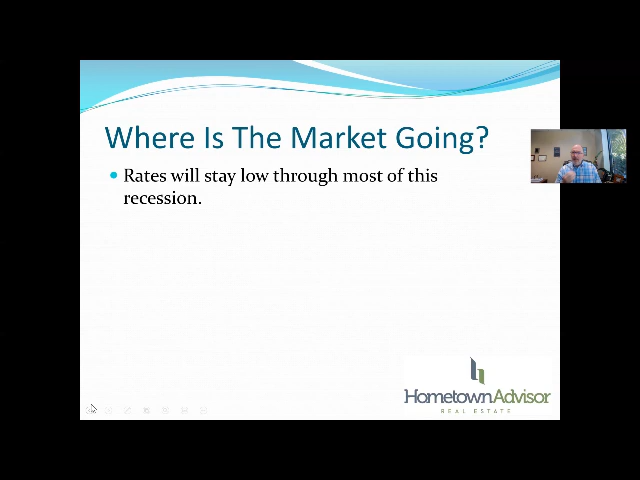 Where Is The Market Going?
Rates will stay low through most of this
recession.
HometownAdvisor
REAL ESTATE